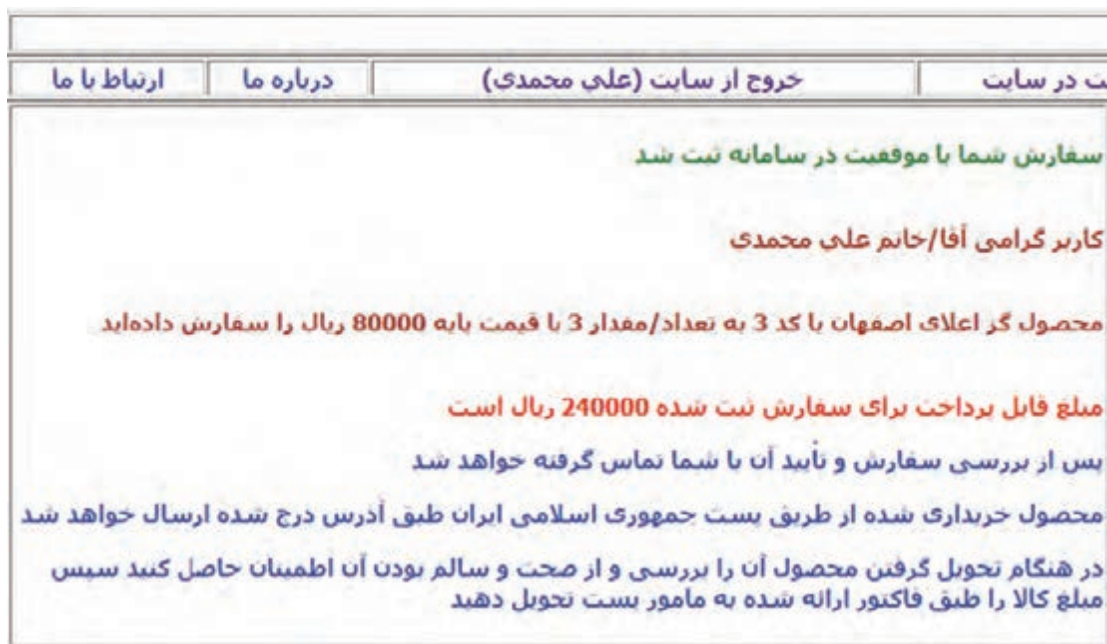 ت در سایت خروج از سایت (علی محمدی) درباره ما ارتباط با ما
سفارش شما با موفقیت در سامانه ثبت شد
کاربر گرامی آقا/خانم علی محمدی
محصول گز اعلای اصفهان با کد 3 به تعداد/مقدار 3 با قیمت پایه 80000 ریال را سفارش داده‌اید
مبلغ قابل پرداخت برای سفارش ثبت شده 240000 ریال است
پس از بررسی سفارش و تأیید آن با شما تماس گرفته خواهد شد
محصول خریداری شده از طریق پست جمهوری اسلامی ایران طبق آدرس درج شده ارسال خواهد شد
در هنگام تحویل گرفتن محصول آن را بررسی و از صحت و سالم بودن آن اطمینان حاصل کنید سپس
مبلغ کالا را طبق فاکتور ارائه شده به مامور پست تحویل دهید